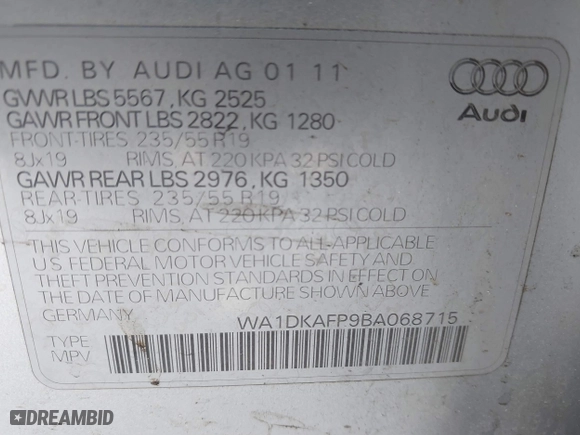 MFD. BY AUDI AG 01 11
GVWR LBS 5567, KG 2525
GAWR FRONT LBS 2822, KG 1280
FRONT-TIRES 235/55 R19
8Jx19 RIMS, AT 220 KPA 32 PSI COLD
GAWR REAR LBS 2976, KG 1350
REAR-TIRES 235/55 R19
8Jx19 RIMS, AT 220 KPA 32 PSI COLD
Audi
THIS VEHICLE CONFORMS TO ALL APPLICABLE
U S FEDERAL MOTOR VEHICLE SAFETY AND
THEFT PREVENTION STANDARDS IN EFFECT ON
THE DATE OF MANUFACTURE SHOWN ABOVE
GERMANY WA1DKAFP9BA068715
TYPE
MPV
DREAMBID